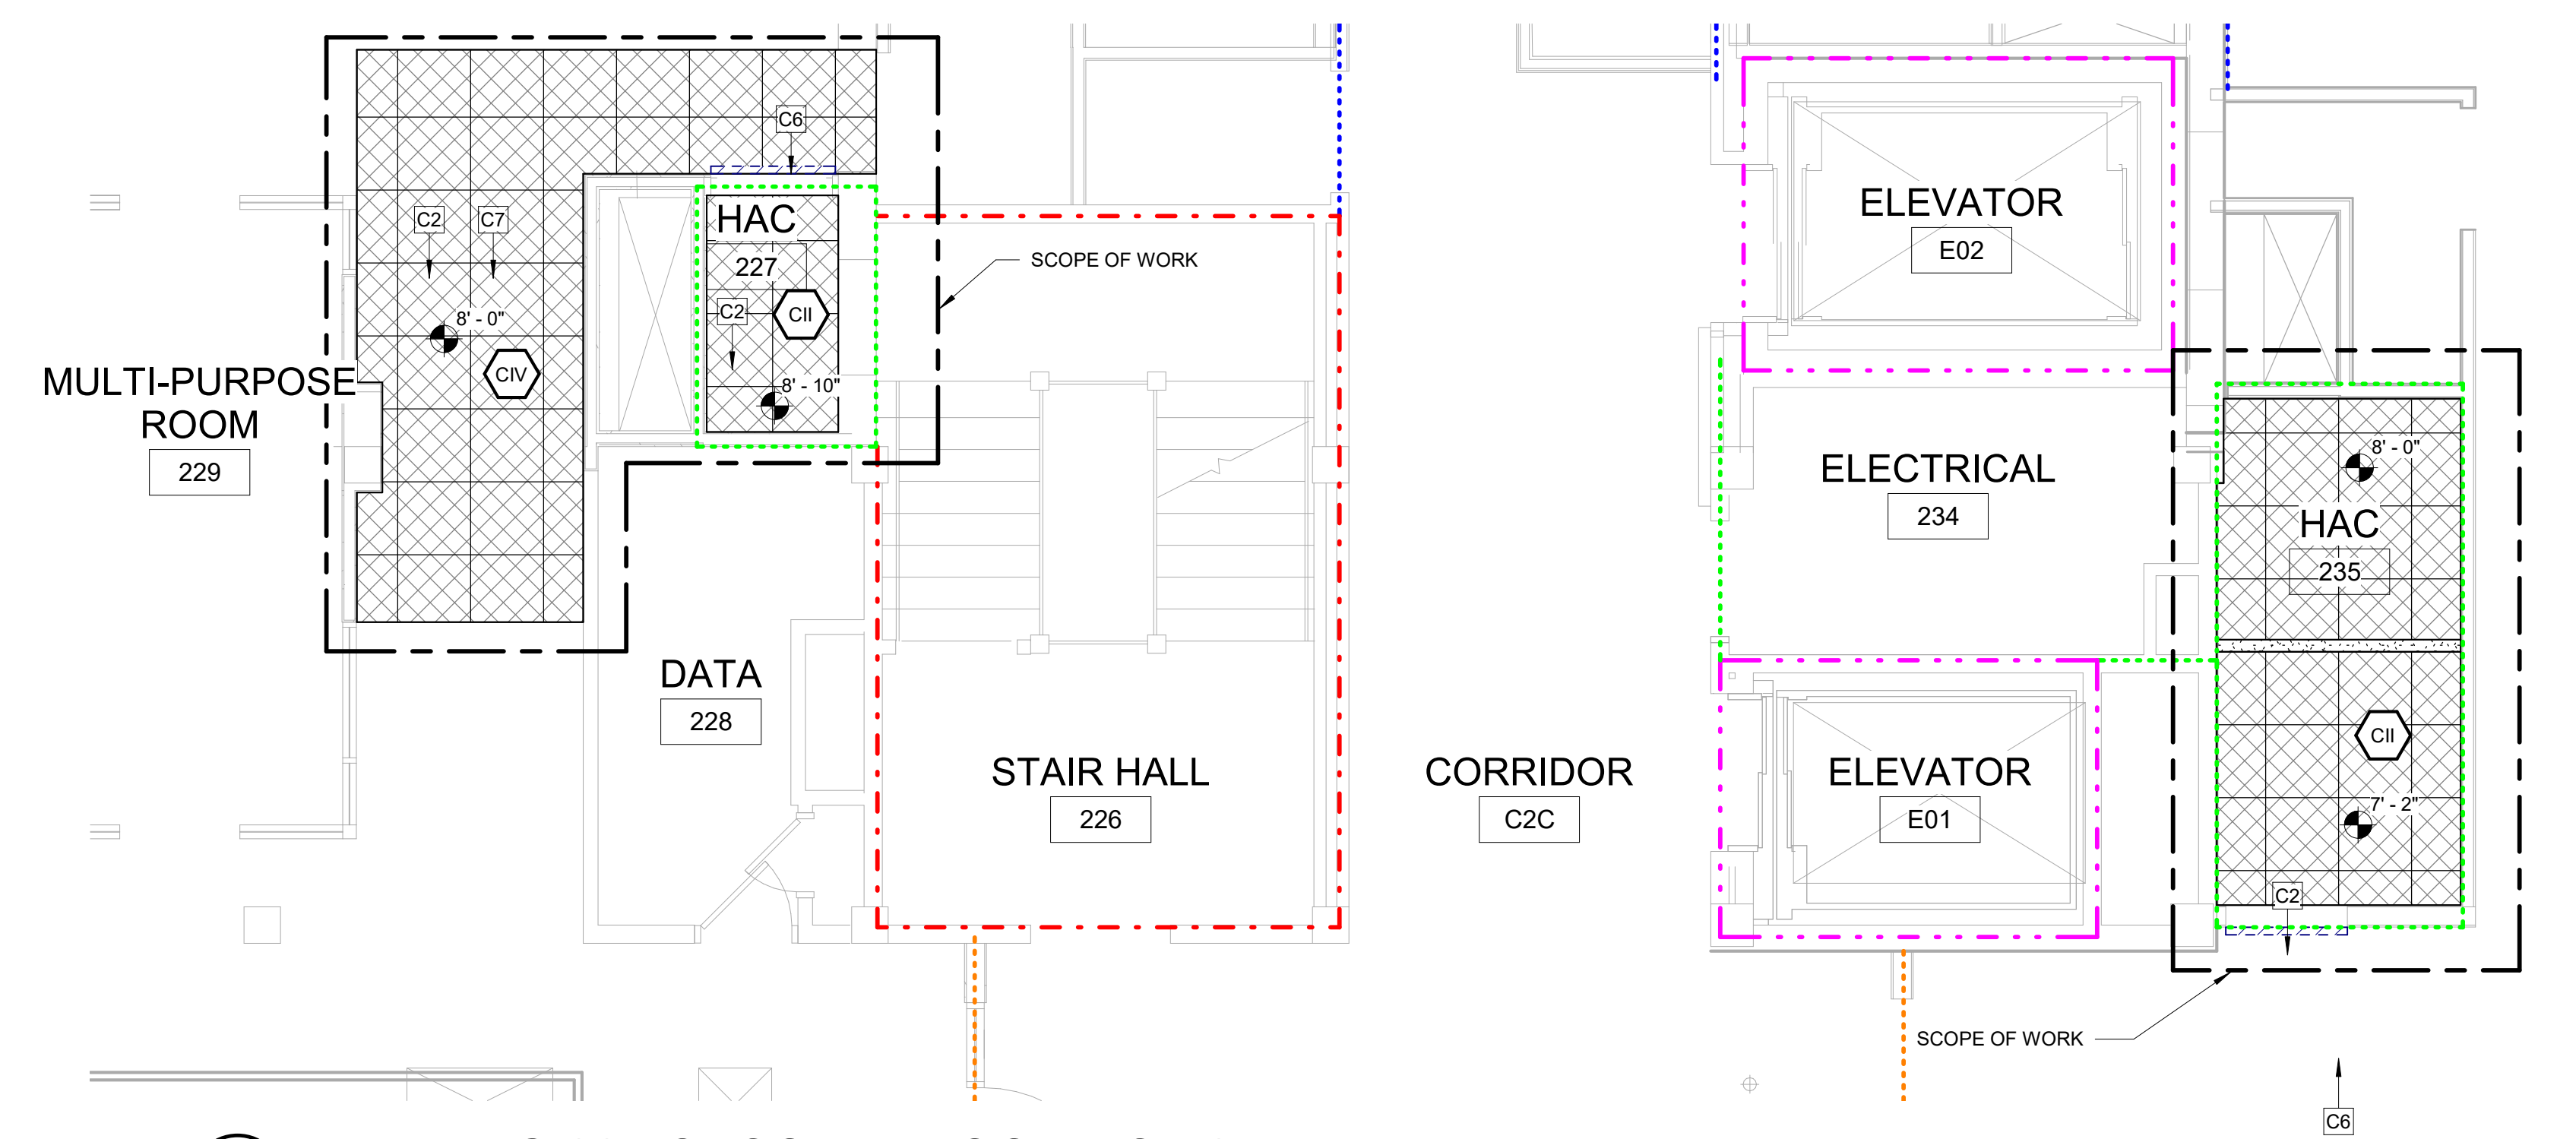 C6
C2
C7
HAC
227
C2
CII
8' - 0"
CIV
8' - 10"
SCOPE OF WORK
MULTI-PURPOSE
ROOM
229
DATA
228
STAIR HALL
226
CORRIDOR
C2C
ELEVATOR
E02
ELECTRICAL
234
ELEVATOR
E01
8' - 0"
HAC
235
CII
7' - 2"
C2
SCOPE OF WORK
C6